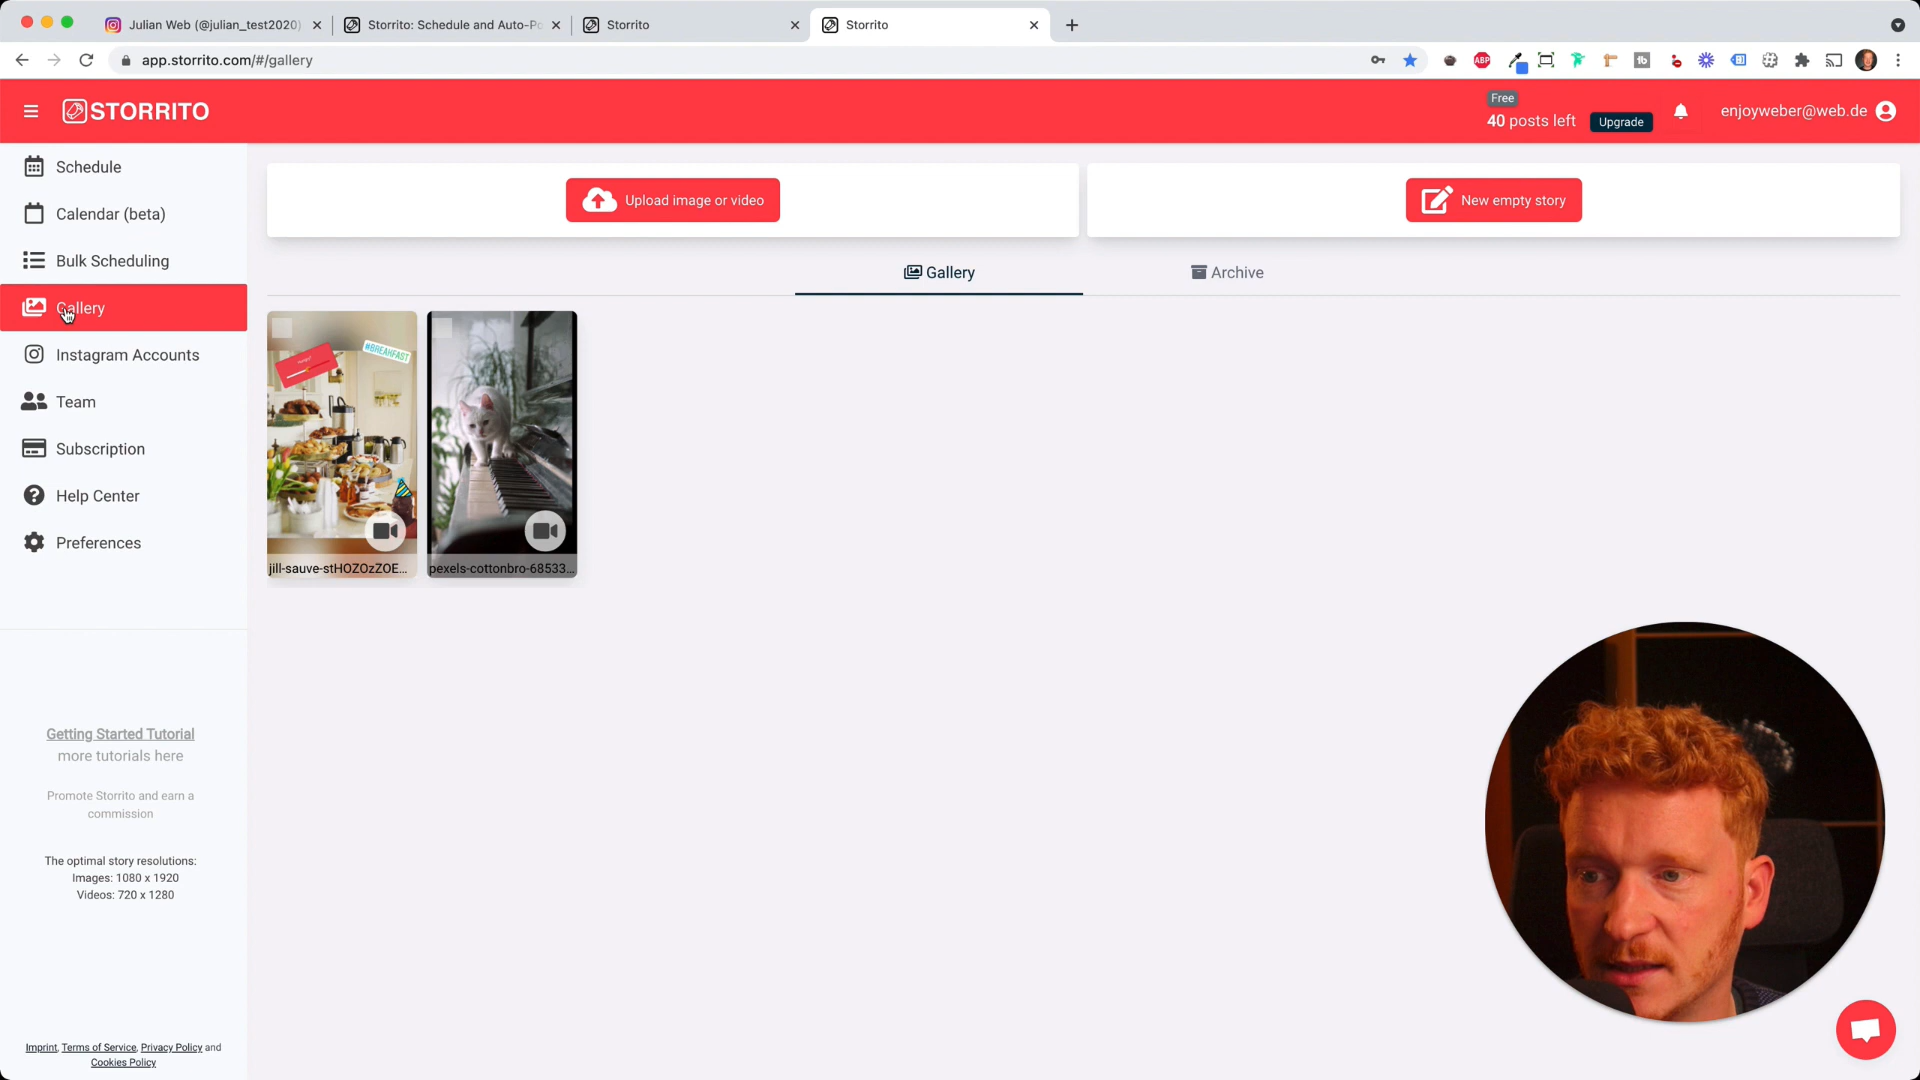 Julian Web (@julian_test2020)
Storrito: Schedule and Auto-Po
Storrito
Storrito
app.storrito.com/#/gallery
ABP
STORRITO
Free
40 posts left
Upgrade
enjoyweber@web.de
Schedule
Calendar (beta)
Bulk Scheduling
Gallery
Instagram Accounts
Team
Subscription
Help Center
Preferences
Upload image or video
New empty story
Gallery
Archive
#BREAKFAST
jill-sauve-stHOZOzZOE...
pexels-cottonbro-68533...
Getting Started Tutorial
more tutorials here
Promote Storrito and earn a
commission
The optimal story resolutions:
Images: 1080 x 1920
Videos: 720 x 1280
Imprint, Terms of Service, Privacy Policy and
Cookies Policy